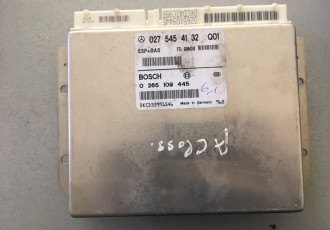 027 545 41 32 Q01
ESP+BAS
BOSCH
0 265 109 445
Made in Germany
A Class.